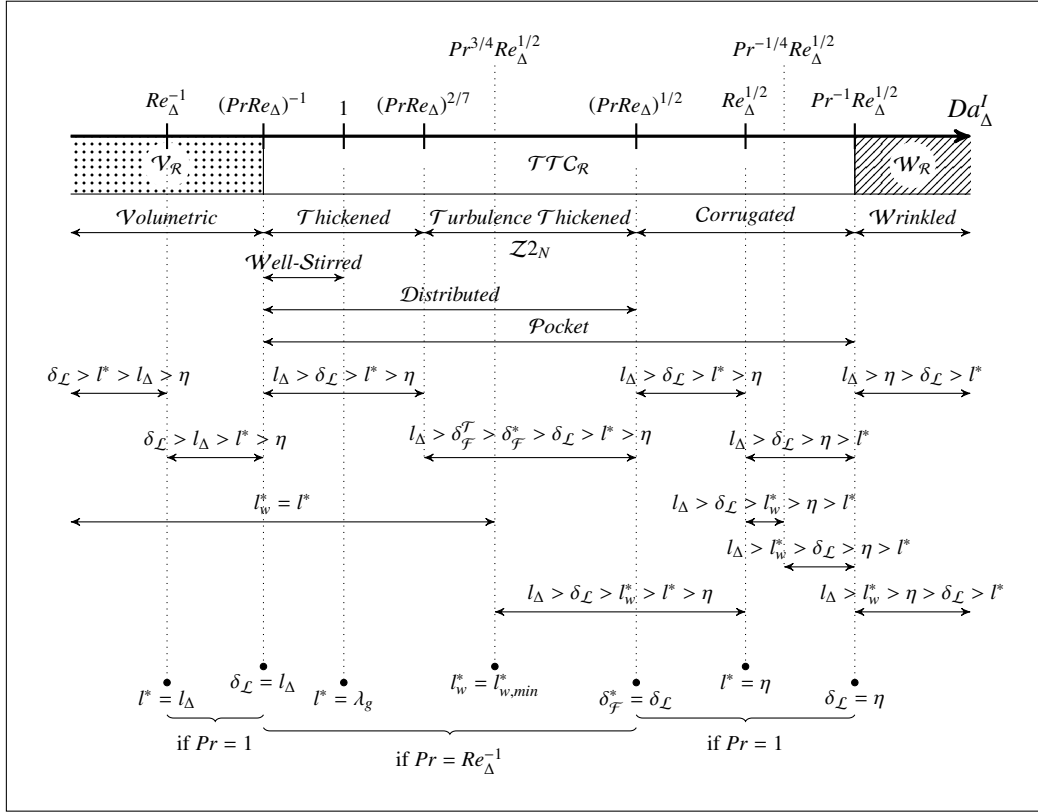 Pr^{3/4}Re_Δ^{1/2} Pr^{-1/4}Re_Δ^{1/2}
Re_Δ^{-1} (PrRe_Δ)^{-1} 1 (PrRe_Δ)^{2/7} (PrRe_Δ)^{1/2} Re_Δ^{1/2} Pr^{-1}Re_Δ^{1/2} Da_Δ^I
𝒱_ℛ 𝒯𝒯𝒞_ℛ 𝒲_ℛ
Volumetric Thickened Turbulence Thickened Corrugated Wrinkled
𝒵2_N
Well-Stirred
Distributed
Pocket
δ_ℒ > l* > l_Δ > η l_Δ > δ_ℒ > l* > η l_Δ > δ_ℒ > l* > η l_Δ > η > δ_ℒ > l*
δ_ℒ > l_Δ > l* > η l_Δ > δ_ℱ^𝒯 > δ_ℱ^* > δ_ℒ > l* > η l_Δ > δ_ℒ > η > l*
l_w^* = l* l_Δ > δ_ℒ > l_w^* > η > l*
l_Δ > l_w^* > δ_ℒ > η > l*
l_Δ > δ_ℒ > l_w^* > l* > η l_Δ > l_w^* > η > δ_ℒ > l*
l* = l_Δ δ_ℒ = l_Δ l* = λ_g l_w^* = l_{w,min}^* δ_ℱ^* = δ_ℒ l* = η δ_ℒ = η
if Pr = 1 if Pr = Re_Δ^{-1} if Pr = 1